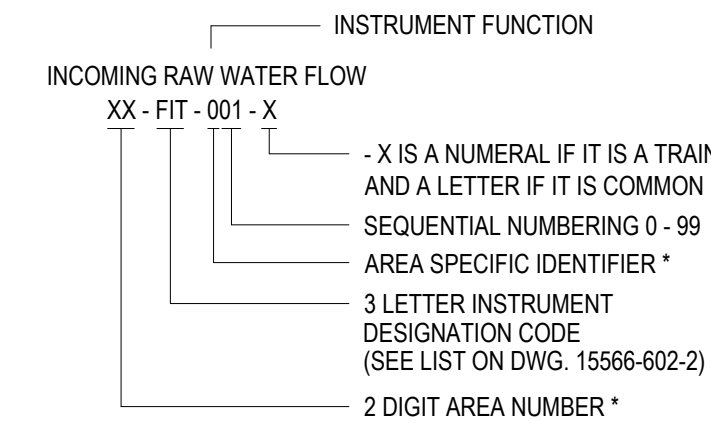 INSTRUMENT FUNCTION
INCOMING RAW WATER FLOW
XX - FIT - 001 - X
- X IS A NUMERAL IF IT IS A TRAIN
AND A LETTER IF IT IS COMMON
SEQUENTIAL NUMBERING 0 - 99
AREA SPECIFIC IDENTIFIER *
3 LETTER INSTRUMENT
DESIGNATION CODE
(SEE LIST ON DWG. 15566-602-2)
2 DIGIT AREA NUMBER *